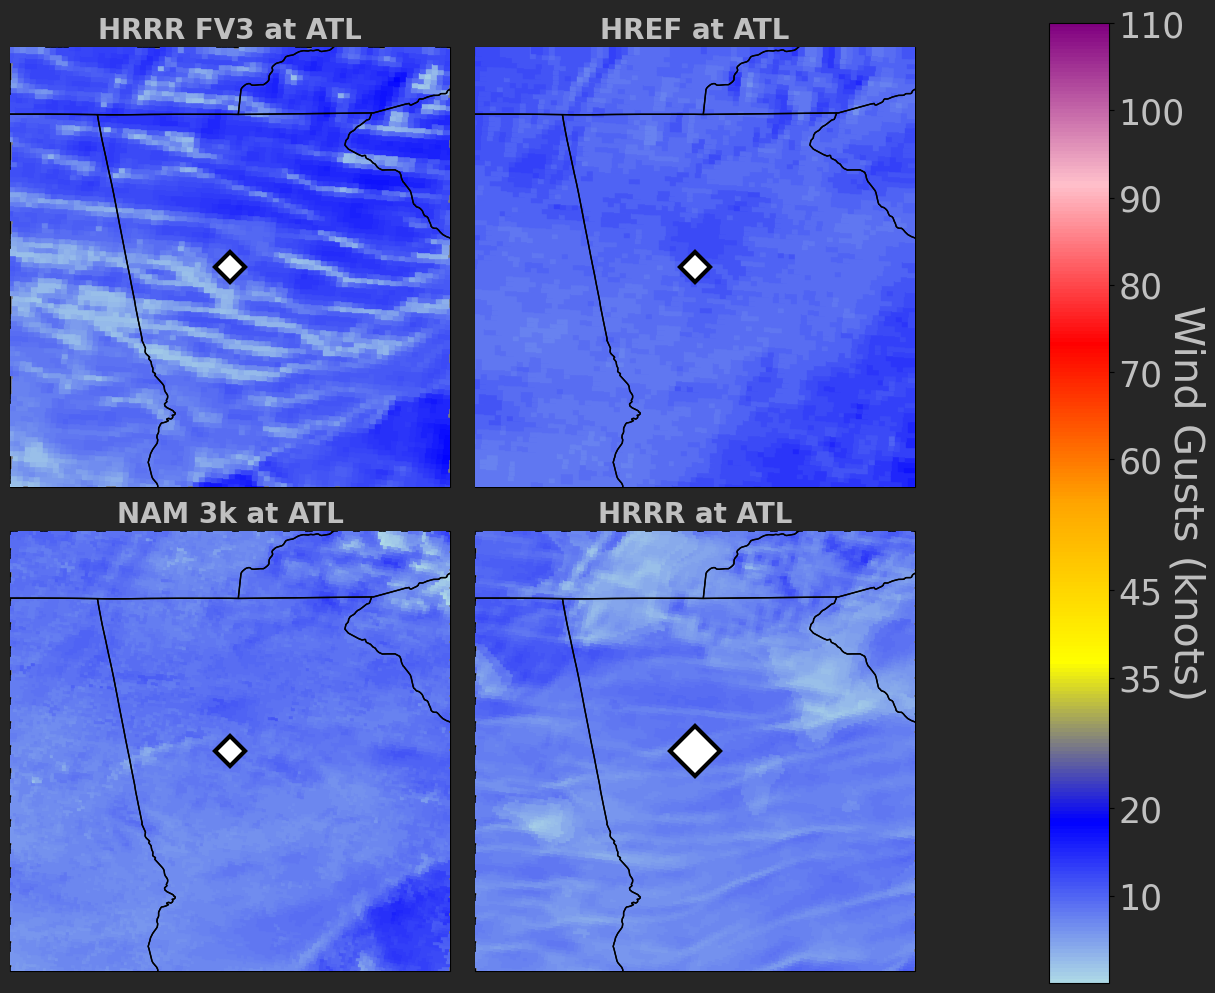 HRRR FV3 at ATL
HREF at ATL
NAM 3k at ATL
HRRR at ATL
110
100
90
80
70
60
45
35
20
10
Wind Gusts (knots)